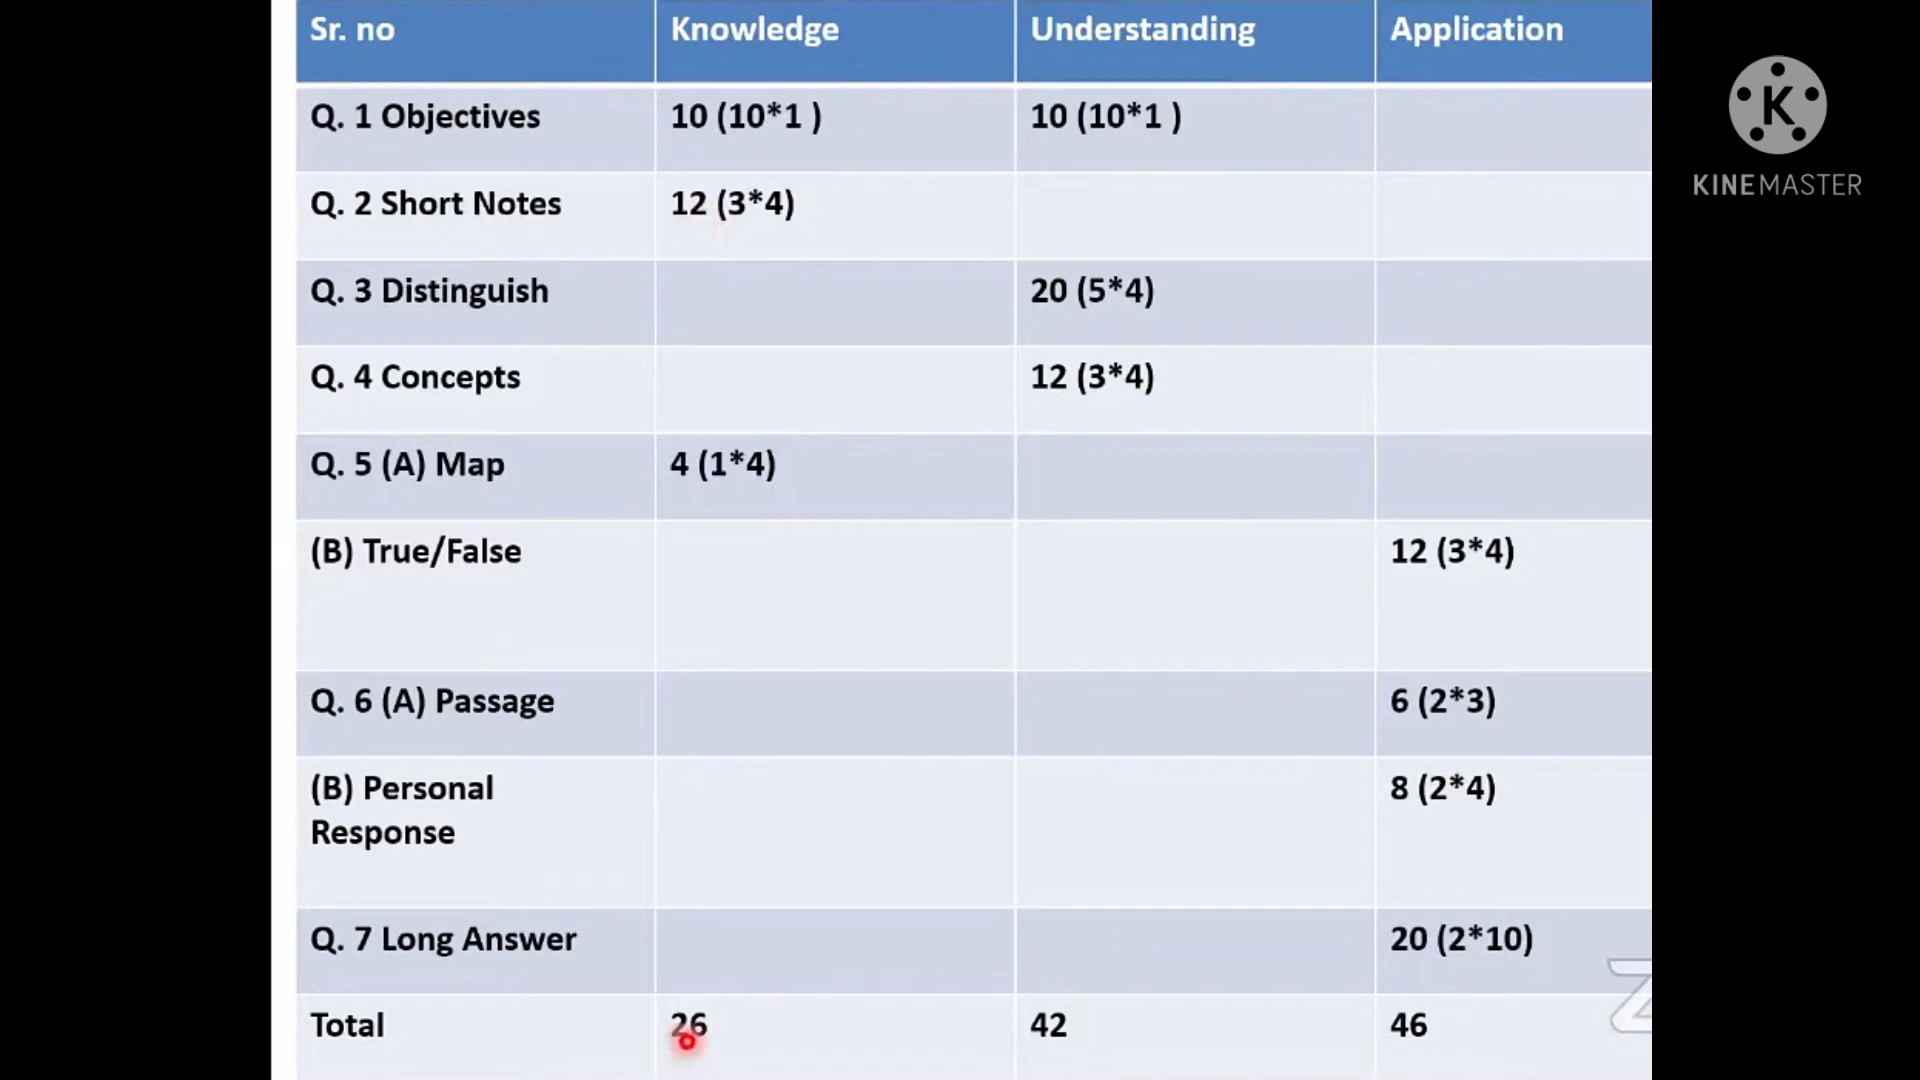 Sr. no Knowledge Understanding Application
Q. 1 Objectives 10 (10*1 ) 10 (10*1 )
Q. 2 Short Notes 12 (3*4)
Q. 3 Distinguish 20 (5*4)
Q. 4 Concepts 12 (3*4)
Q. 5 (A) Map 4 (1*4)
(B) True/False 12 (3*4)
Q. 6 (A) Passage 6 (2*3)
(B) Personal 8 (2*4)
Response
Q. 7 Long Answer 20 (2*10)
Total 26 42 46
K
KINEMASTER